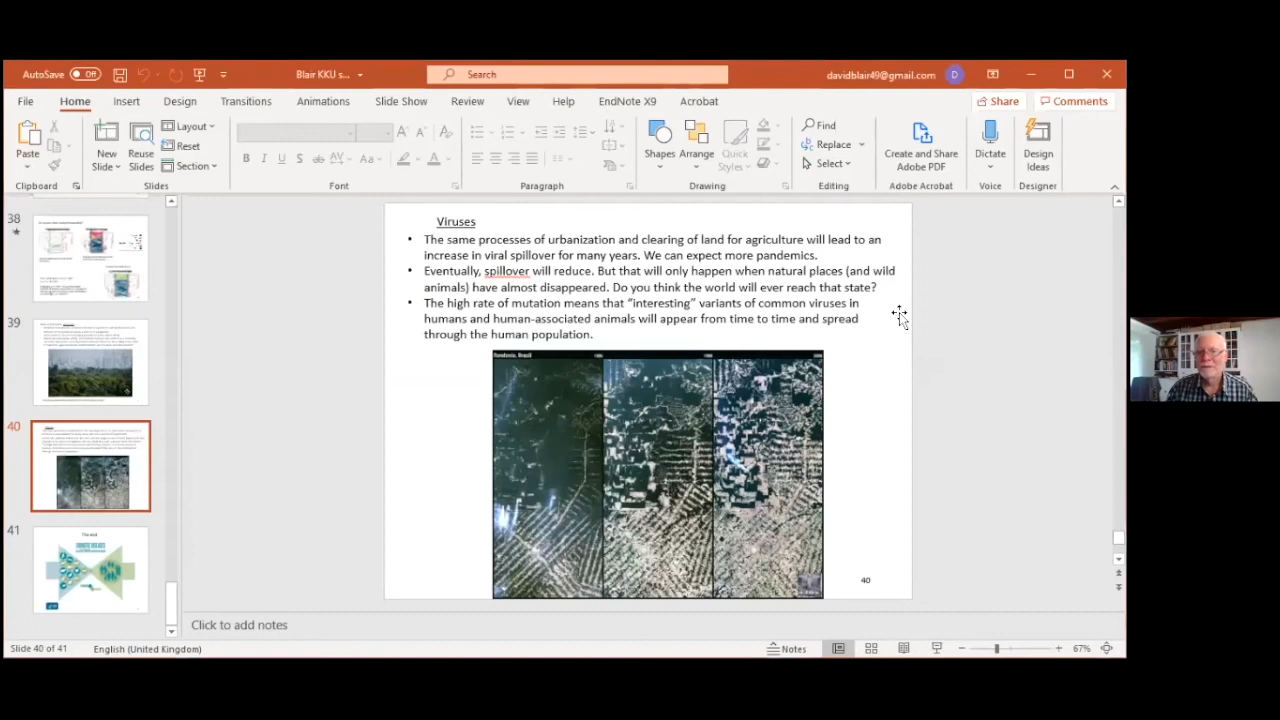 AutoSave
Off
Blair KKU s...
Search
davidblair49@gmail.com
D
File
Home
Insert
Design
Transitions
Animations
Slide Show
Review
View
Help
EndNote X9
Acrobat
Share
Comments
Paste
New
Slide
Reuse
Slides
Layout
Reset
Section
B I U S ab AV Aa A
Shapes
Arrange
Quick
Styles
Find
Replace
Select
Create and Share
Adobe PDF
Dictate
Design
Ideas
Clipboard
Slides
Font
Paragraph
Drawing
Editing
Adobe Acrobat
Voice
Designer
38
39
40
41
The end
Viruses
• The same processes of urbanization and clearing of land for agriculture will lead to an
increase in viral spillover for many years. We can expect more pandemics.
• Eventually, spillover will reduce. But that will only happen when natural places (and wild
animals) have almost disappeared. Do you think the world will ever reach that state?
• The high rate of mutation means that “interesting” variants of common viruses in
humans and human-associated animals will appear from time to time and spread
through the human population.
Rondonia, Brazil
40
Click to add notes
Slide 40 of 41
English (United Kingdom)
Notes
67%